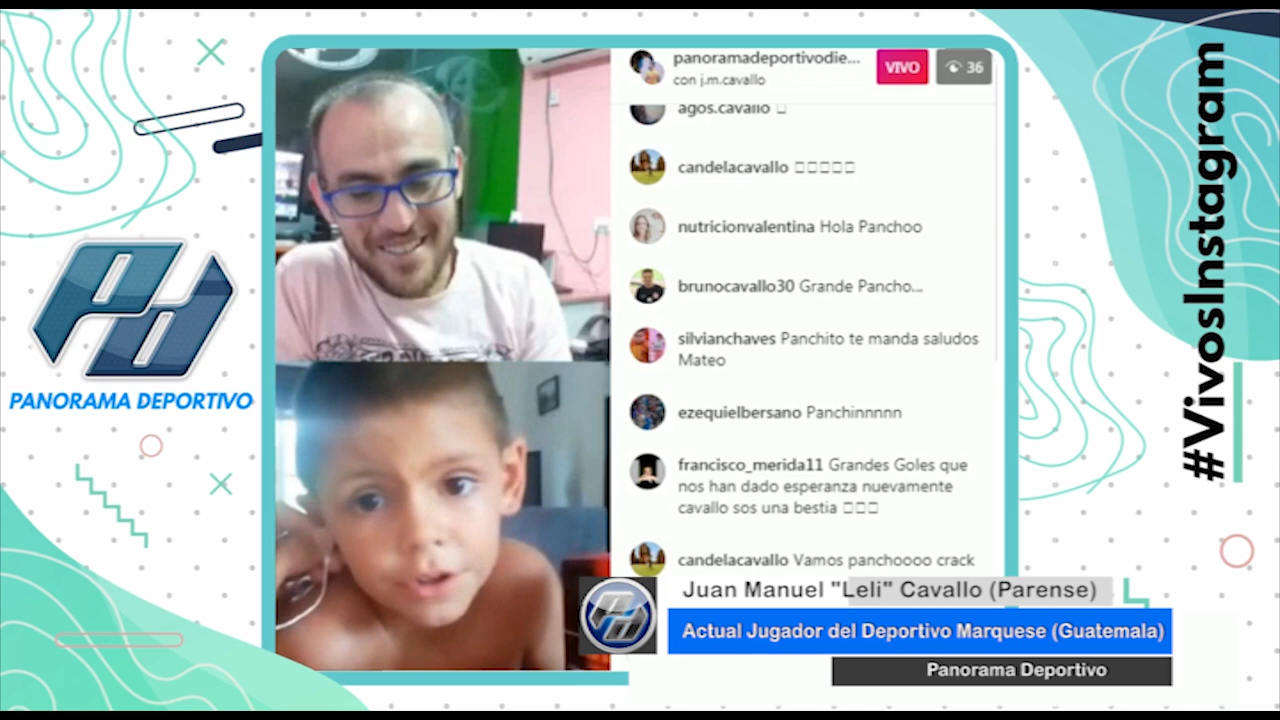 panoramadeportivodie...
con j.m.cavallo
VIVO
36
agos.cavallo
candelacavallo
nutricionvalentina Hola Panchoo
brunocavallo30 Grande Pancho...
silvianchaves Panchito te manda saludos
Mateo
ezequielbersano Panchinnnnn
francisco_merida11 Grandes Goles que
nos han dado esperanza nuevamente
cavallo sos una bestia
candelacavallo Vamos panchoooo crack
PD
PANORAMA DEPORTIVO
#VivosInstagram
Juan Manuel "Leli" Cavallo (Parense)
Actual Jugador del Deportivo Marquese (Guatemala)
Panorama Deportivo